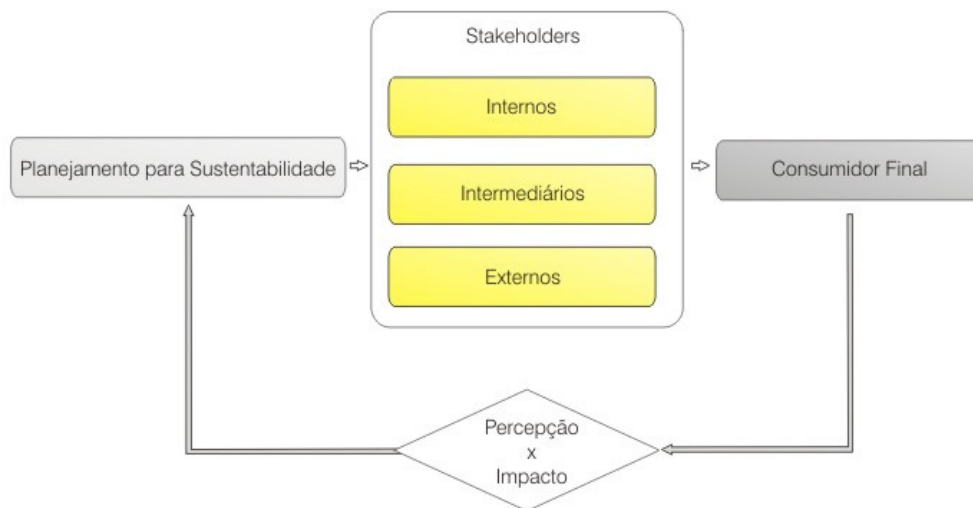 Stakeholders
Internos
Planejamento para Sustentabilidade
Intermediários
Consumidor Final
Externos
Percepção
x
Impacto